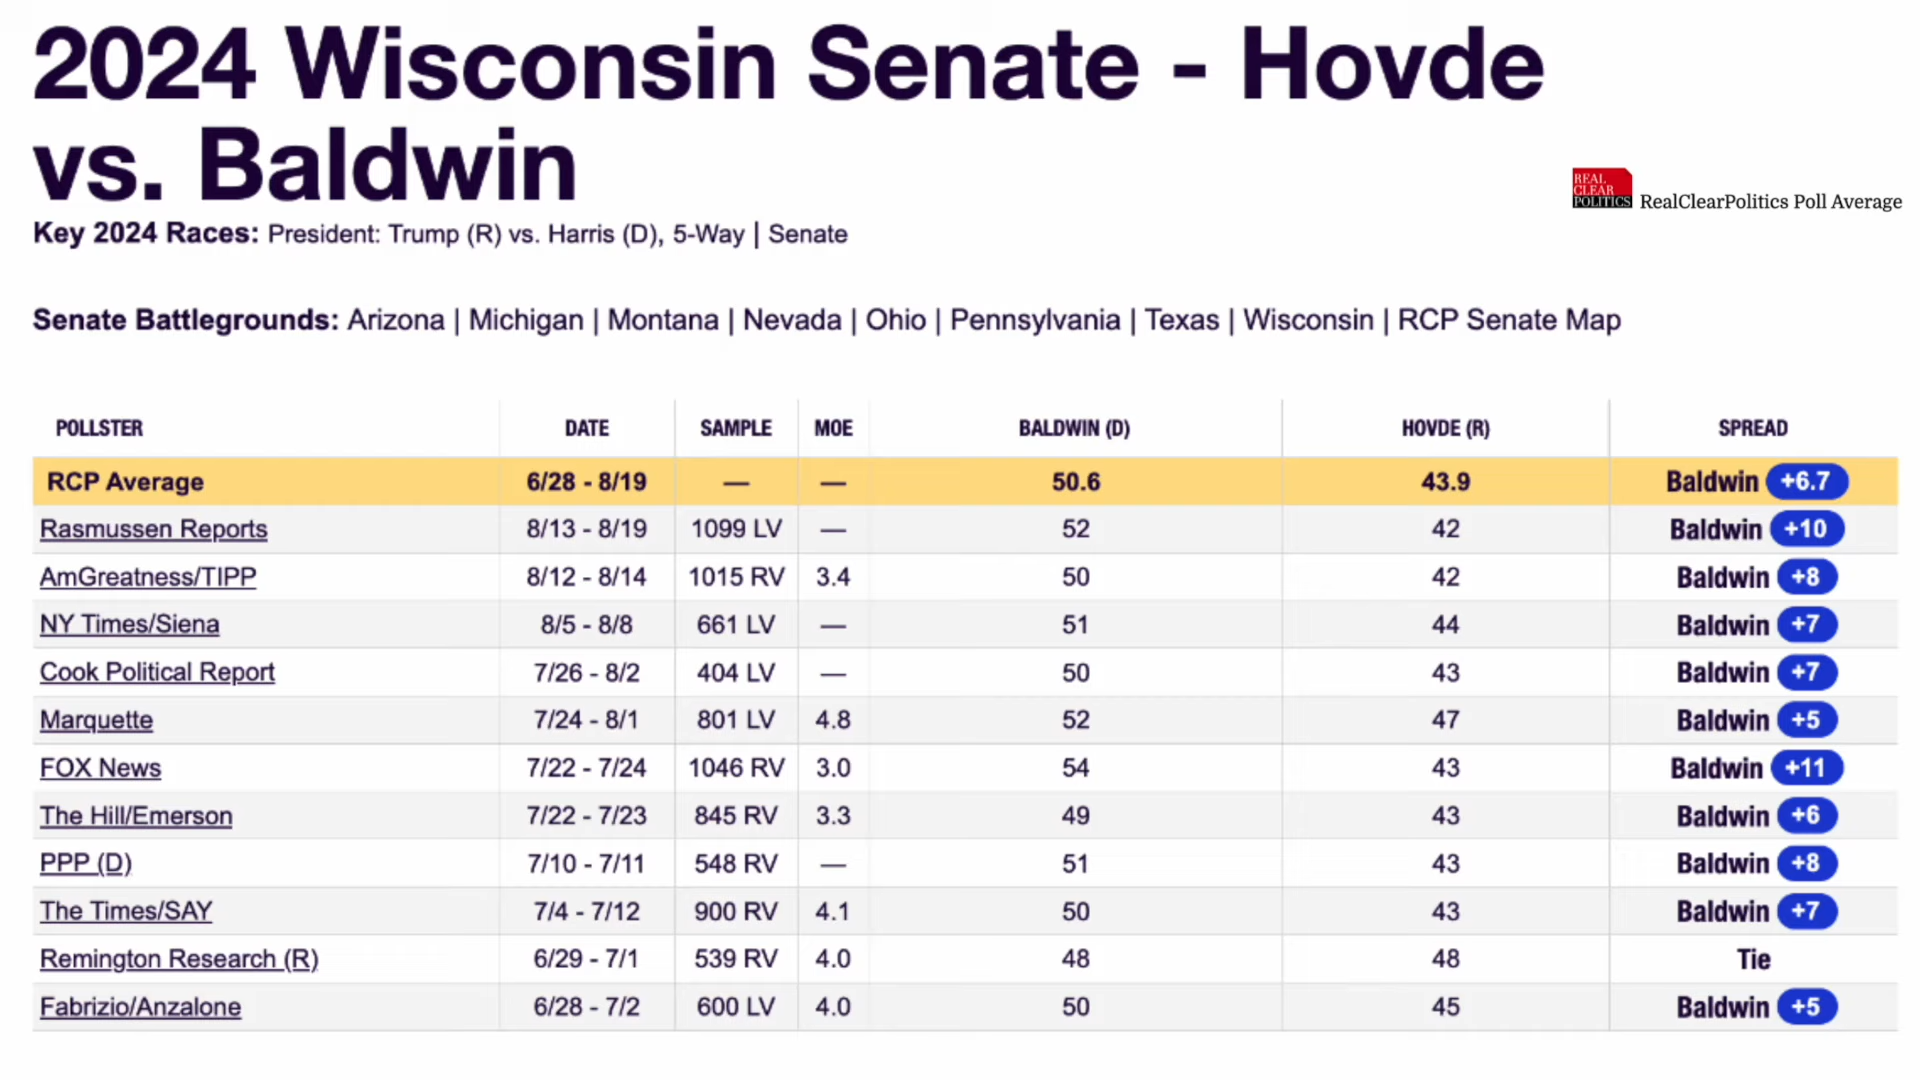 2024 Wisconsin Senate - Hovde
vs. Baldwin
REAL
CLEAR
POLITICS RealClearPolitics Poll Average
Key 2024 Races: President: Trump (R) vs. Harris (D), 5-Way | Senate
Senate Battlegrounds: Arizona | Michigan | Montana | Nevada | Ohio | Pennsylvania | Texas | Wisconsin | RCP Senate Map
POLLSTER DATE SAMPLE MOE BALDWIN (D) HOVDE (R) SPREAD
RCP Average 6/28 - 8/19 — — 50.6 43.9 Baldwin +6.7
Rasmussen Reports 8/13 - 8/19 1099 LV — 52 42 Baldwin +10
AmGreatness/TIPP 8/12 - 8/14 1015 RV 3.4 50 42 Baldwin +8
NY Times/Siena 8/5 - 8/8 661 LV — 51 44 Baldwin +7
Cook Political Report 7/26 - 8/2 404 LV — 50 43 Baldwin +7
Marquette 7/24 - 8/1 801 LV 4.8 52 47 Baldwin +5
FOX News 7/22 - 7/24 1046 RV 3.0 54 43 Baldwin +11
The Hill/Emerson 7/22 - 7/23 845 RV 3.3 49 43 Baldwin +6
PPP (D) 7/10 - 7/11 548 RV — 51 43 Baldwin +8
The Times/SAY 7/4 - 7/12 900 RV 4.1 50 43 Baldwin +7
Remington Research (R) 6/29 - 7/1 539 RV 4.0 48 48 Tie
Fabrizio/Anzalone 6/28 - 7/2 600 LV 4.0 50 45 Baldwin +5